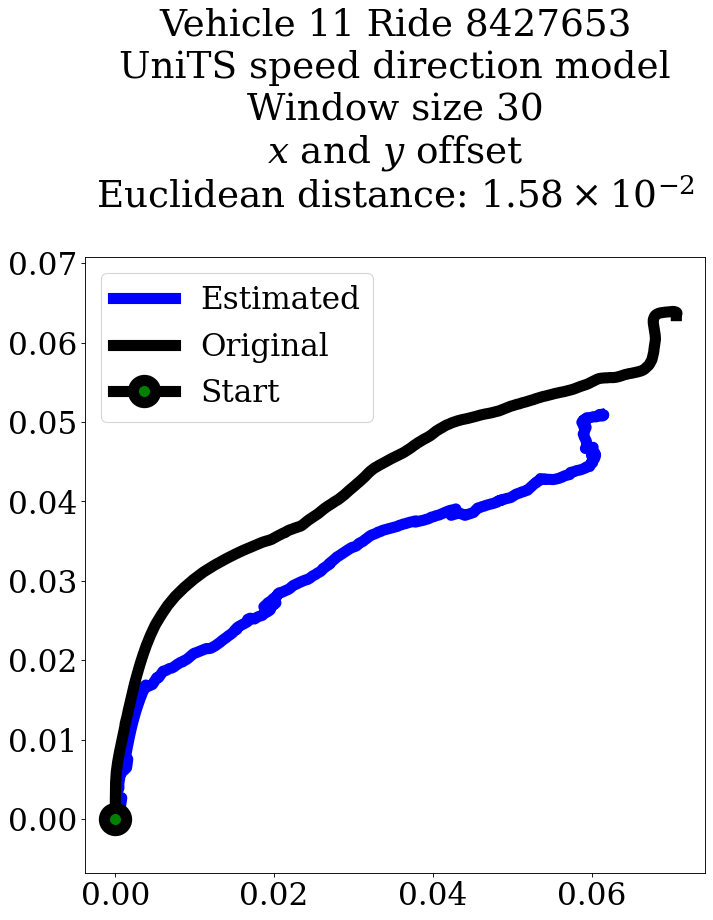 Vehicle 11 Ride 8427653
UniTS speed direction model
Window size 30
x and y offset
Euclidean distance: 1.58 × 10⁻²
0.07
0.06
0.05
0.04
0.03
0.02
0.01
0.00
Estimated
Original
Start
0.00 0.02 0.04 0.06